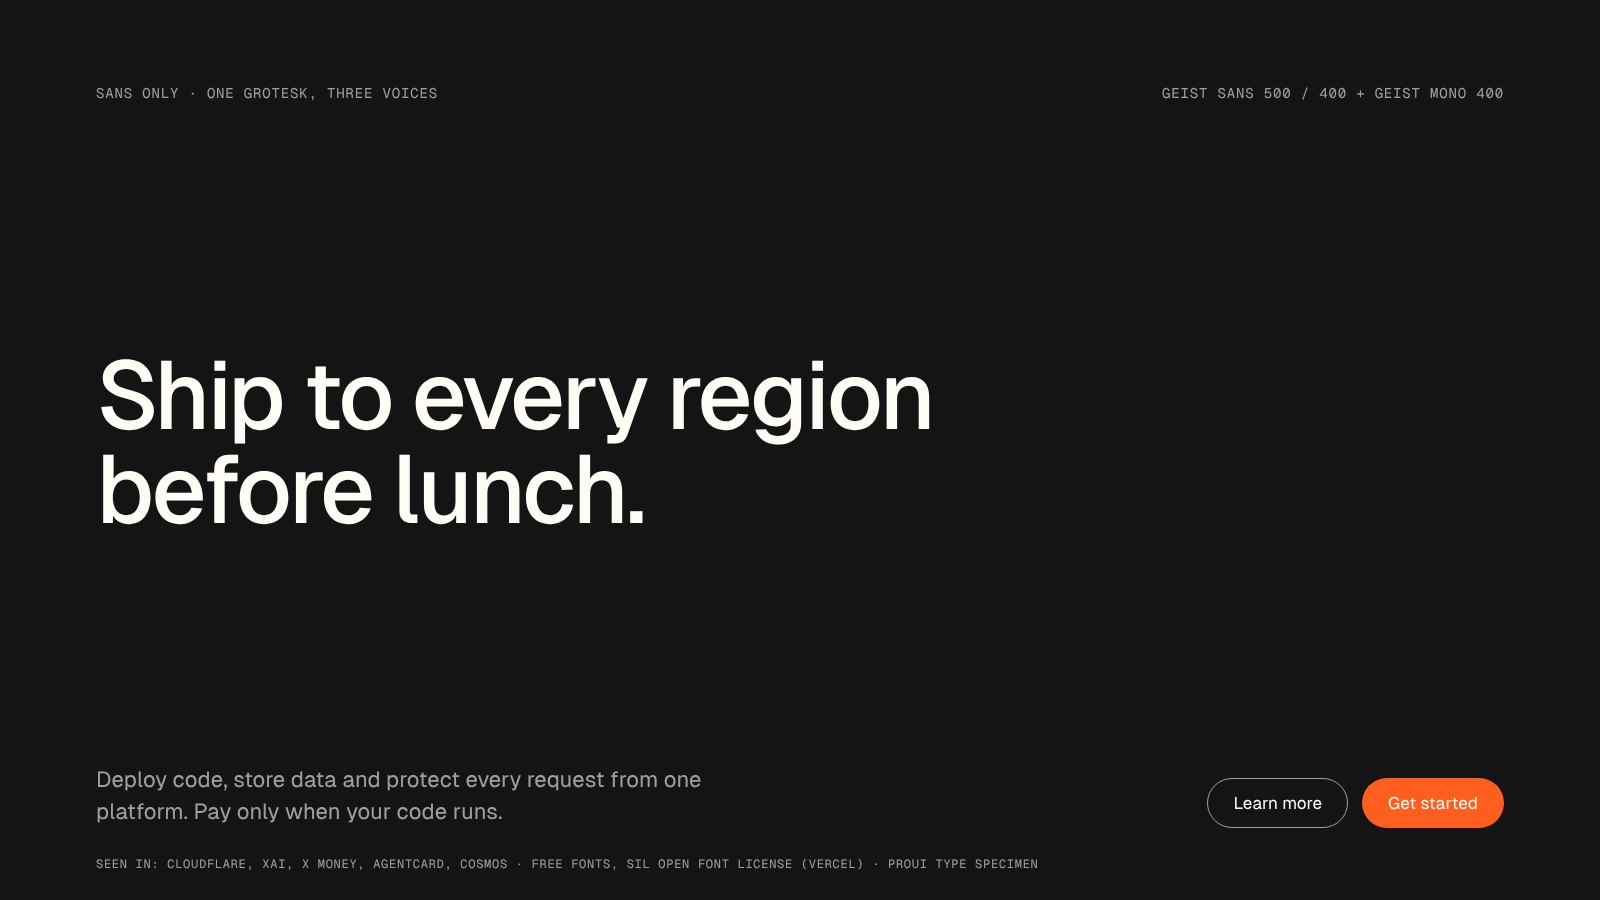 SANS ONLY · ONE GROTESK, THREE VOICES
GEIST SANS 500 / 400 + GEIST MONO 400
Ship to every region
before lunch.
Deploy code, store data and protect every request from one
platform. Pay only when your code runs.
Learn more
Get started
SEEN IN: CLOUDFLARE, XAI, X MONEY, AGENTCARD, COSMOS · FREE FONTS, SIL OPEN FONT LICENSE (VERCEL) · PROUI TYPE SPECIMEN